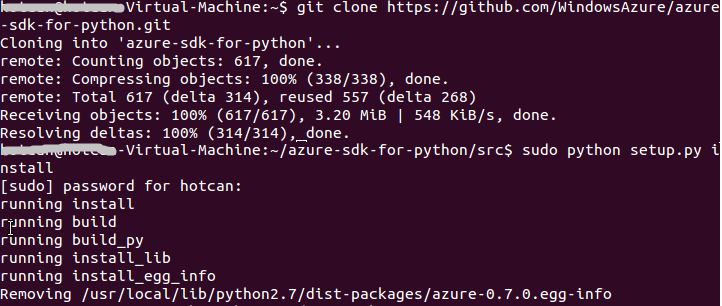 -Virtual-Machine:~$ git clone https://github.com/WindowsAzure/azure
-sdk-for-python.git
Cloning into 'azure-sdk-for-python'...
remote: Counting objects: 617, done.
remote: Compressing objects: 100% (338/338), done.
remote: Total 617 (delta 314), reused 557 (delta 268)
Receiving objects: 100% (617/617), 3.20 MiB | 548 KiB/s, done.
Resolving deltas: 100% (314/314), done.
-Virtual-Machine:~/azure-sdk-for-python/src$ sudo python setup.py i
nstall
[sudo] password for hotcan:
running install
running build
running build_py
running install_lib
running install_egg_info
Removing /usr/local/lib/python2.7/dist-packages/azure-0.7.0.egg-info